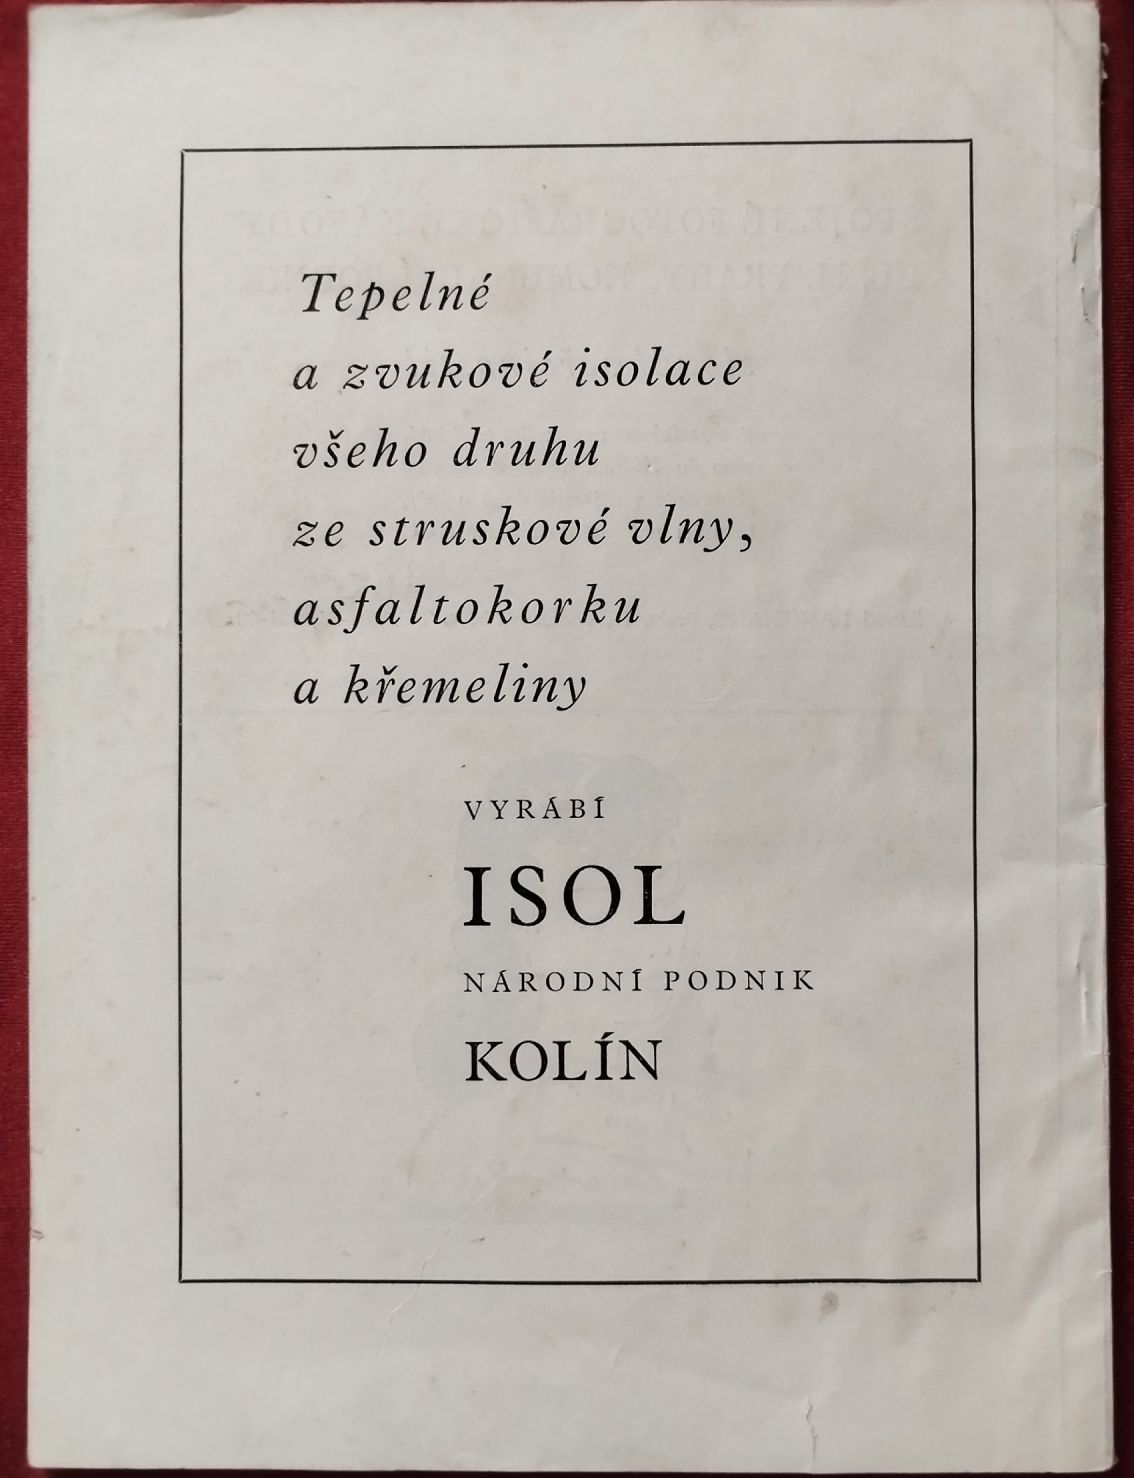 Tepelné
a zvukové isolace
všeho druhu
ze struskové vlny,
asfaltokorku
a křemeliny
VYRÁBÍ
ISOL
NÁRODNÍ PODNIK
KOLÍN